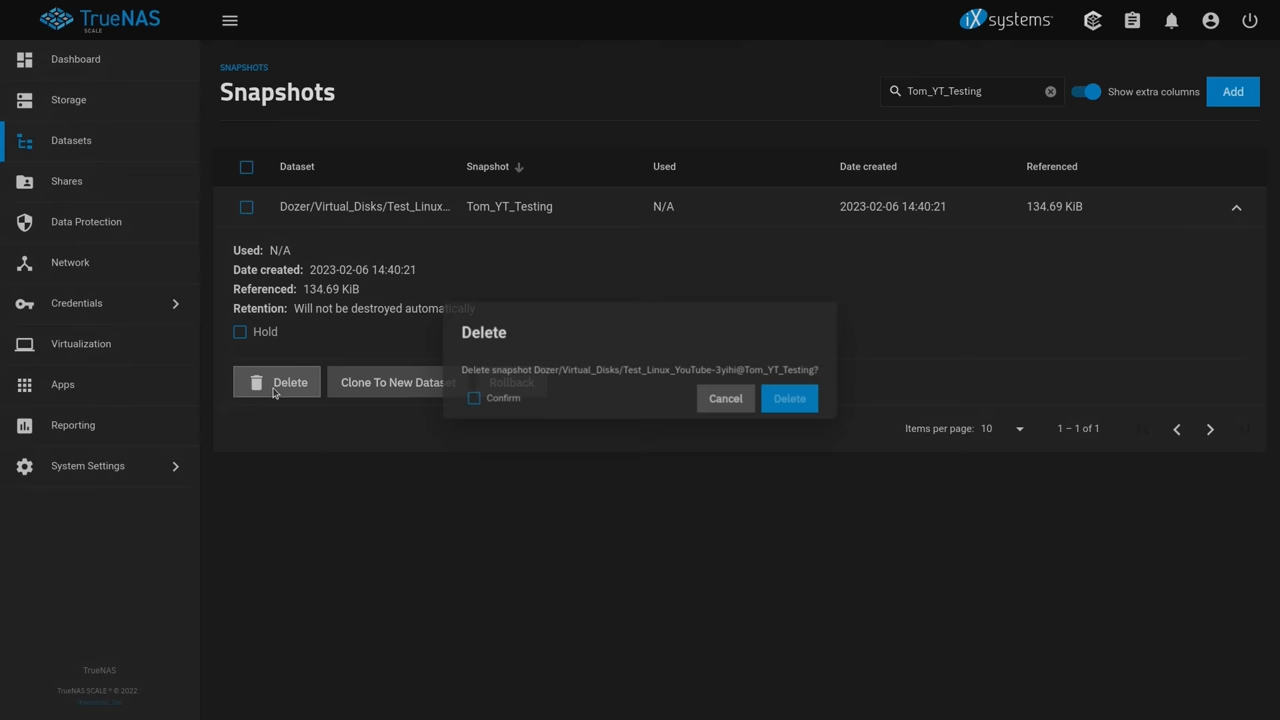 TrueNAS
SCALE
iXsystems
Dashboard
Storage
Datasets
Shares
Data Protection
Network
Credentials
Virtualization
Apps
Reporting
System Settings
TrueNAS
TrueNAS SCALE ® © 2022
SNAPSHOTS
Snapshots
Tom_YT_Testing
Show extra columns
Add
Dataset Snapshot Used Date created Referenced
Dozer/Virtual_Disks/Test_Linux... Tom_YT_Testing N/A 2023-02-06 14:40:21 134.69 KiB
Used: N/A
Date created: 2023-02-06 14:40:21
Referenced: 134.69 KiB
Retention: Will not be destroyed automatically
Hold
Delete Clone To New Dataset Rollback
Delete
Delete snapshot Dozer/Virtual_Disks/Test_Linux_YouTube-3yihi@Tom_YT_Testing?
Confirm Cancel Delete
Items per page: 10 1 – 1 of 1